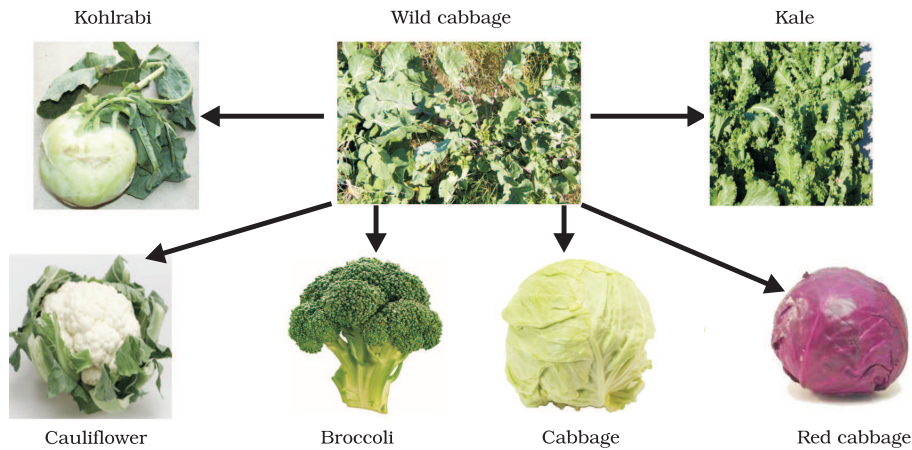 Kohlrabi
Wild cabbage
Kale
Cauliflower
Broccoli
Cabbage
Red cabbage